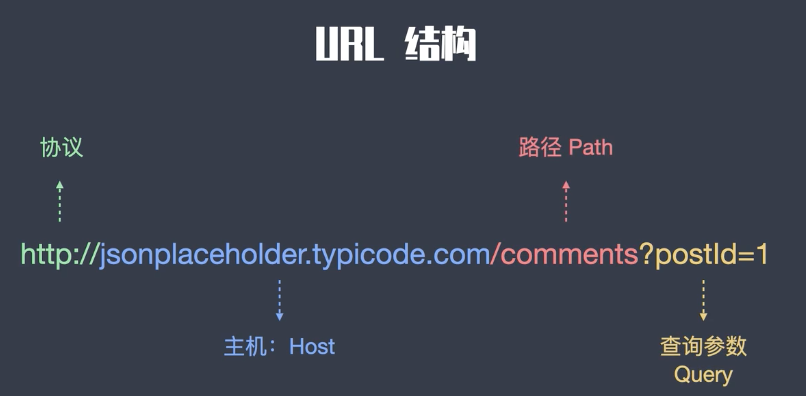 URL 结构
协议
路径 Path
http://jsonplaceholder.typicode.com/comments?postId=1
主机：Host
查询参数
Query